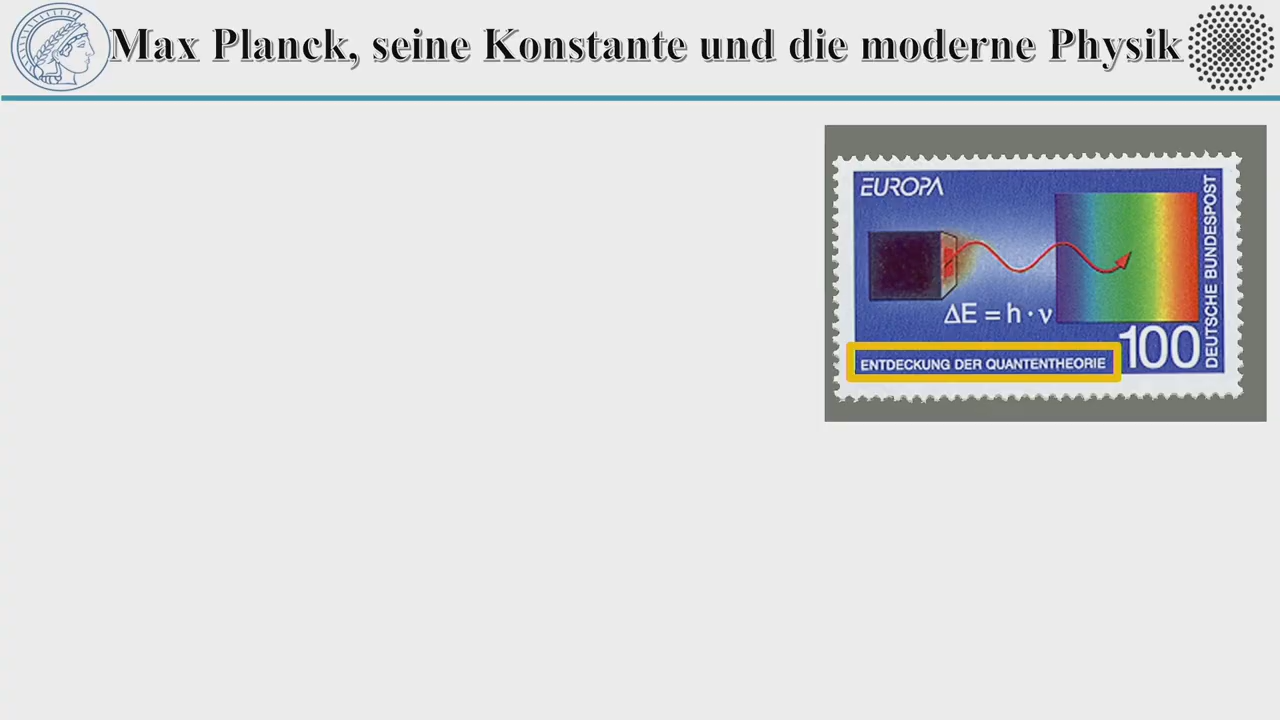 Max Planck, seine Konstante und die moderne Physik
EUROPA
ΔE = h · ν
100
DEUTSCHE BUNDESPOST
ENTDECKUNG DER QUANTENTHEORIE